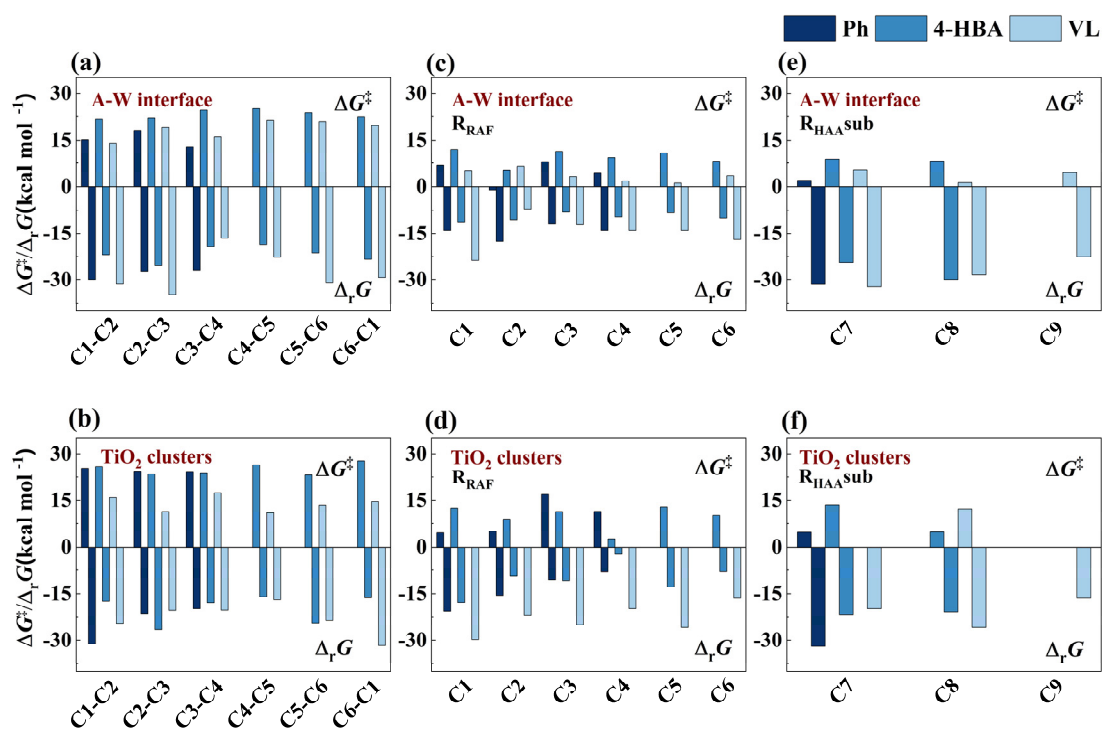 Ph 4-HBA VL
(a)
A-W interface ΔG‡
30
15
0
-15
-30
ΔG‡/ΔrG(kcal mol -1)
ΔrG
C1-C2 C2-C3 C3-C4 C4-C5 C5-C6 C6-C1
(c)
A-W interface ΔG‡
RRAF
30
15
0
-15
-30
ΔrG
C1 C2 C3 C4 C5 C6
(e)
A-W interface ΔG‡
RHAAsub
30
15
0
-15
-30
ΔrG
C7 C8 C9
(b)
TiO2 clusters
ΔG‡
30
15
0
-15
-30
ΔG‡/ΔrG(kcal mol -1)
ΔrG
C1-C2 C2-C3 C3-C4 C4-C5 C5-C6 C6-C1
(d)
TiO2 clusters ΛG‡
RRAF
30
15
0
-15
-30
ΔrG
C1 C2 C3 C4 C5 C6
(f)
TiO2 clusters ΔG‡
RHAAsub
30
15
0
-15
-30
ΔrG
C7 C8 C9